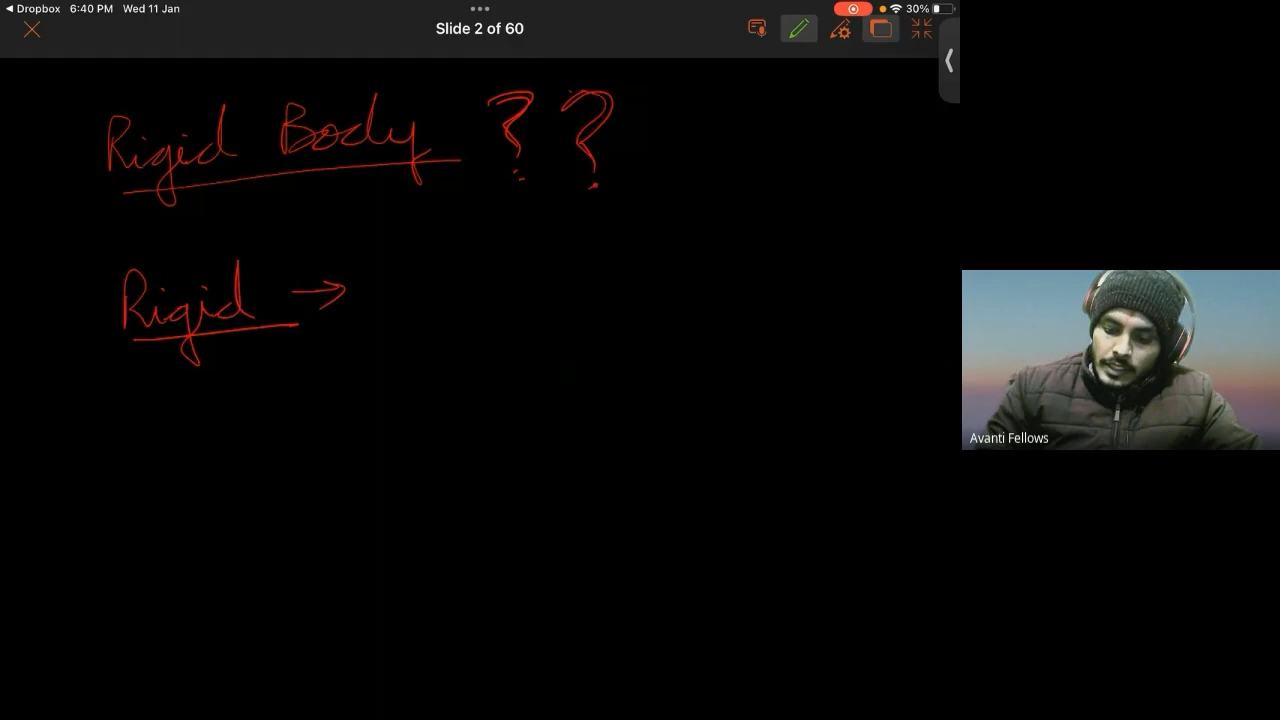 Dropbox 6:40 PM Wed 11 Jan
30%
Slide 2 of 60
Rigid Body ??
Rigid →
Avanti Fellows